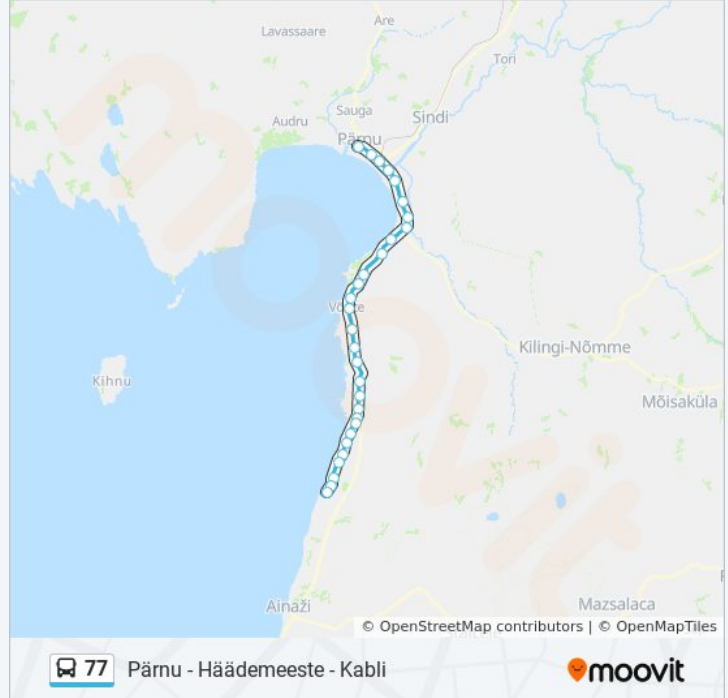 Are
Lavassaare
Tori
Sauga
Sindi
Audru
Pärnu
Kihnu
Kilingi-Nõmme
Mõisaküla
Ainaži
Mazsalaca
© OpenStreetMap contributors | © OpenMapTiles
77 Pärnu - Häädemeeste - Kabli
moovit
moovit